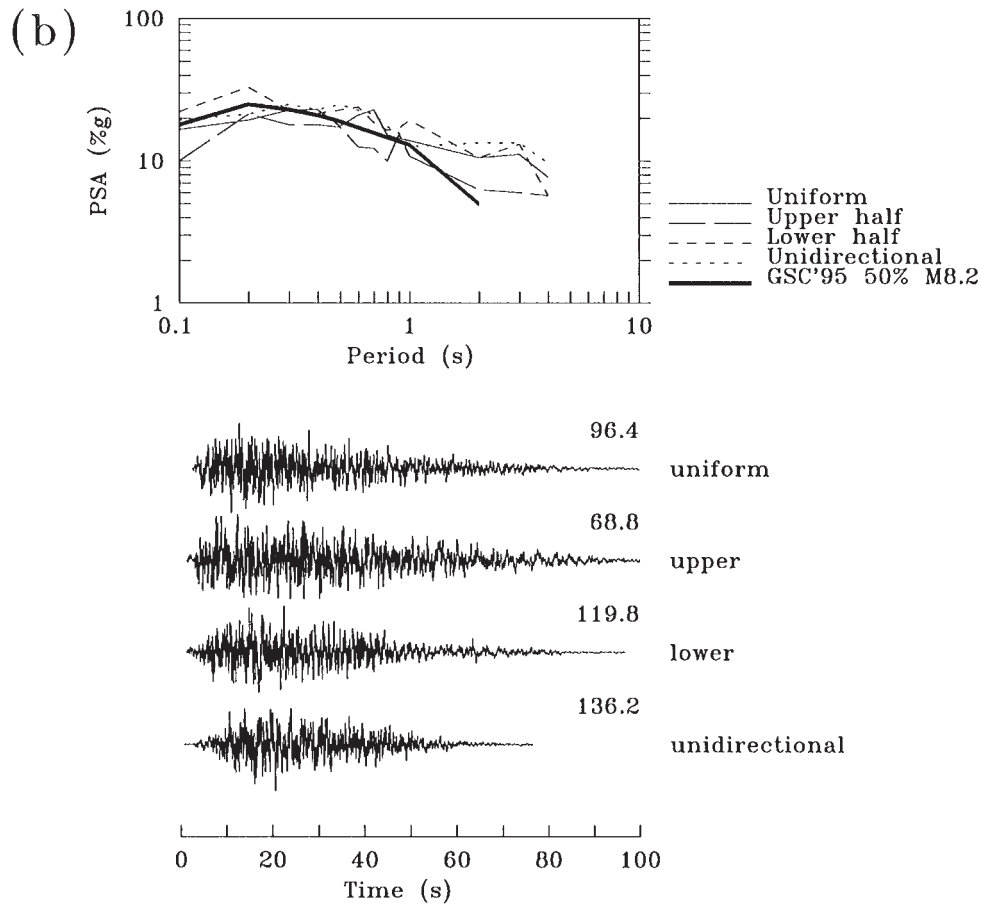 (b)
100
10
1
PSA (%g)
0.1
1
10
Period (s)
Uniform
Upper half
Lower half
Unidirectional
GSC'95 50% M8.2
96.4
uniform
68.8
upper
119.8
lower
136.2
unidirectional
0
20
40
60
80
100
Time (s)